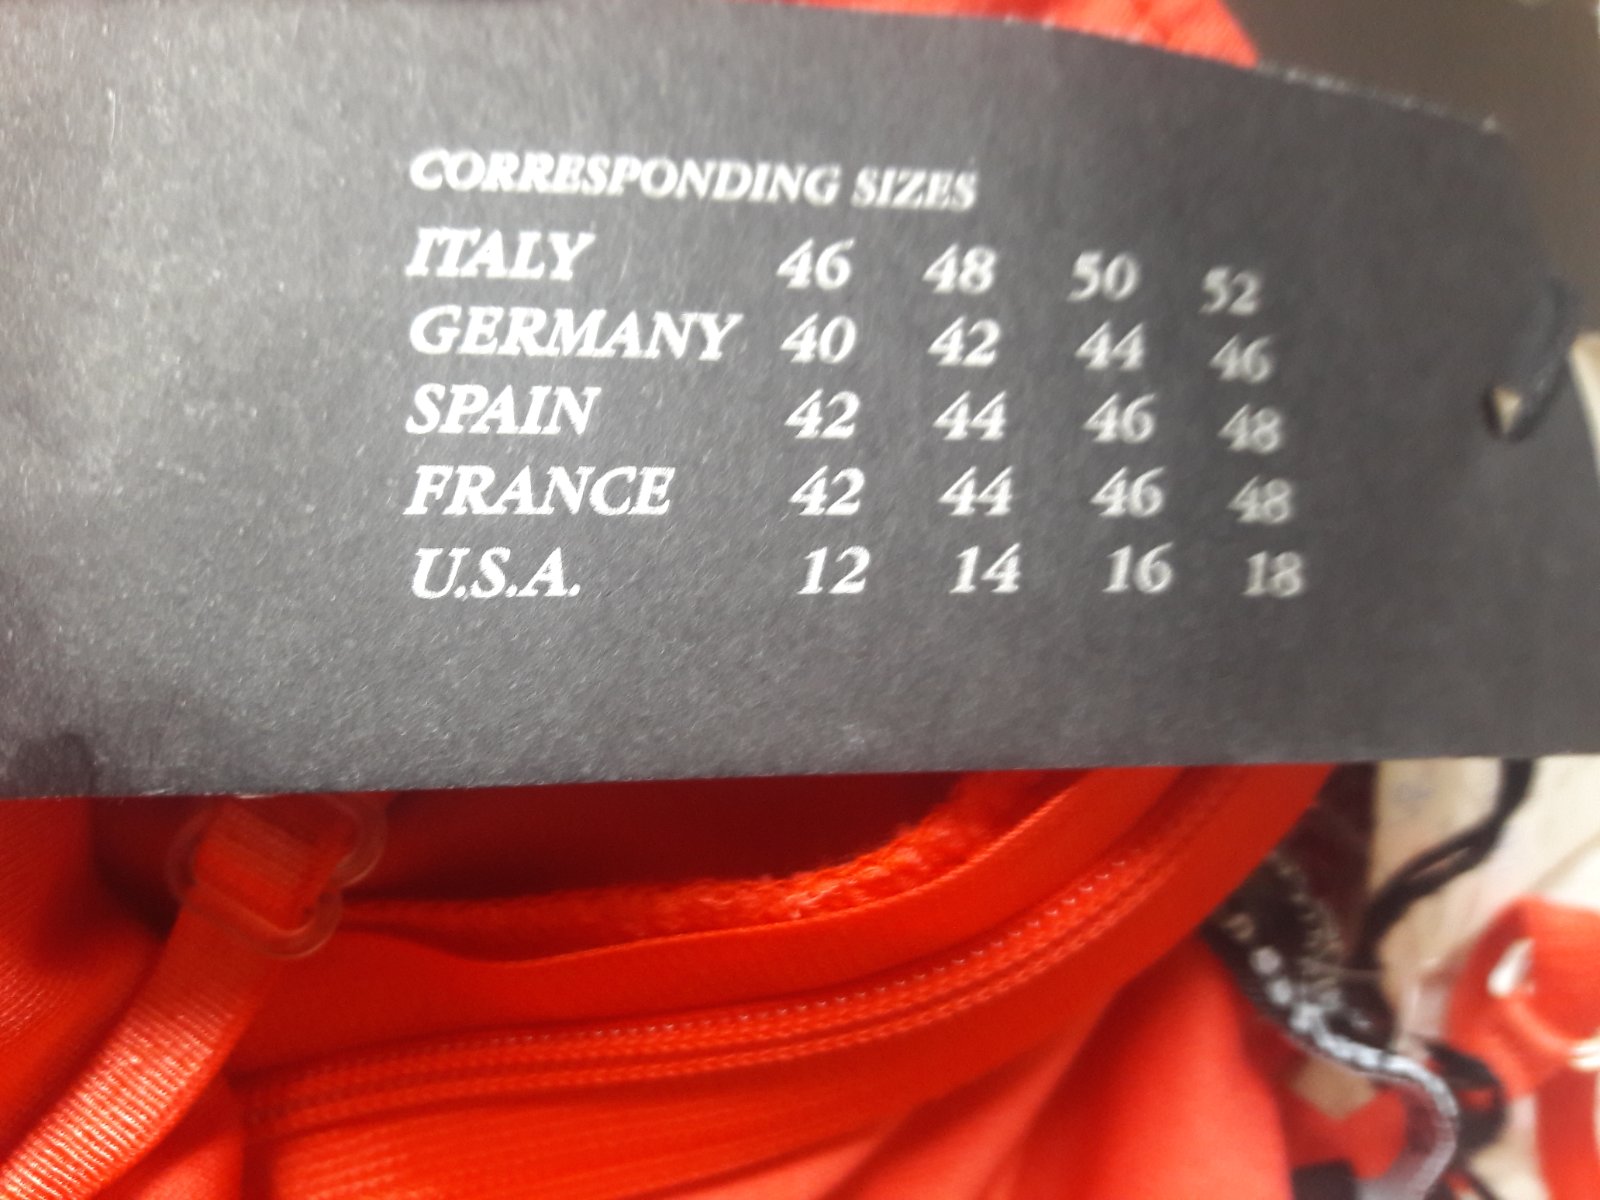 CORRESPONDING SIZES
ITALY 46 48 50 52
GERMANY 40 42 44 46
SPAIN 42 44 46 48
FRANCE 42 44 46 48
U.S.A. 12 14 16 18